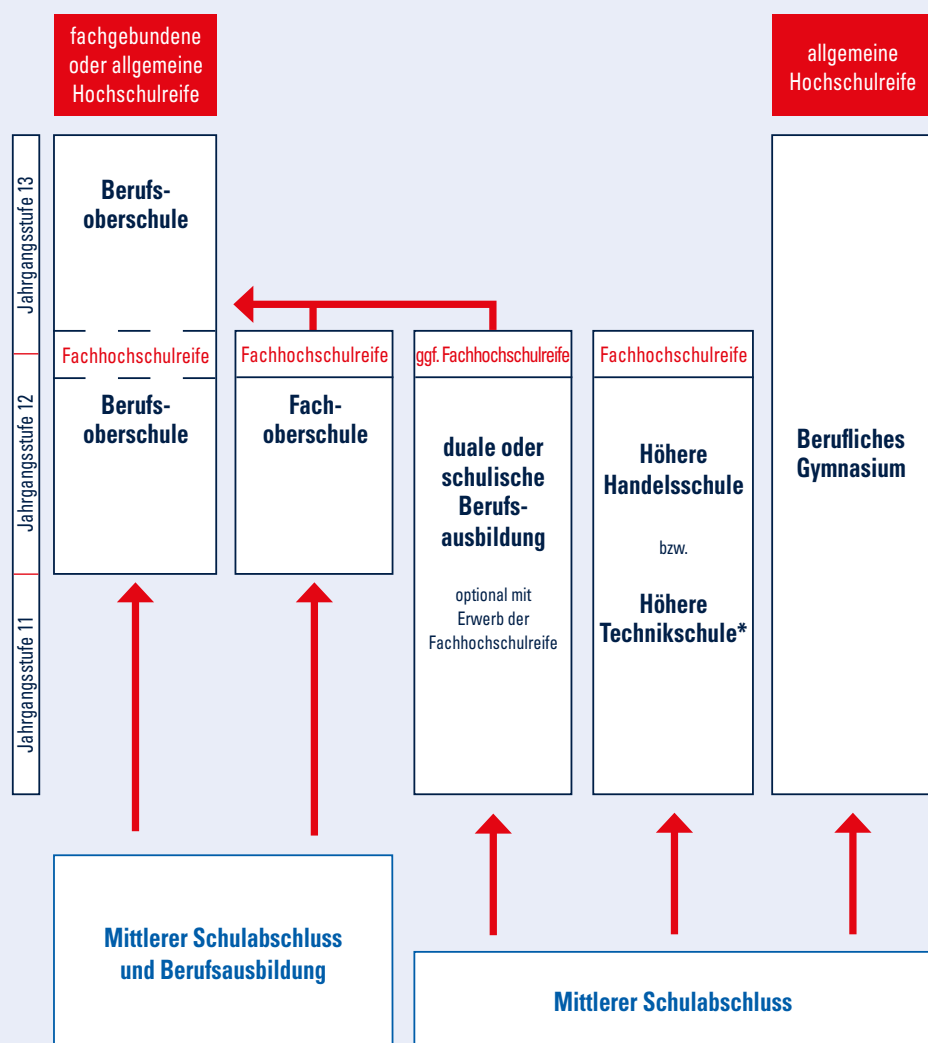 fachgebundene
oder allgemeine
Hochschulreife
allgemeine
Hochschulreife
Jahrgangsstufe 13
Jahrgangsstufe 12
Jahrgangsstufe 11
Berufs-
oberschule
Fachhochschulreife
Berufs-
oberschule
Fachhochschulreife
Fach-
oberschule
ggf. Fachhochschulreife
duale oder
schulische
Berufs-
ausbildung
optional mit
Erwerb der
Fachhochschulreife
Fachhochschulreife
Höhere
Handelsschule
bzw.
Höhere
Technikschule*
Berufliches
Gymnasium
Mittlerer Schulabschluss
und Berufsausbildung
Mittlerer Schulabschluss